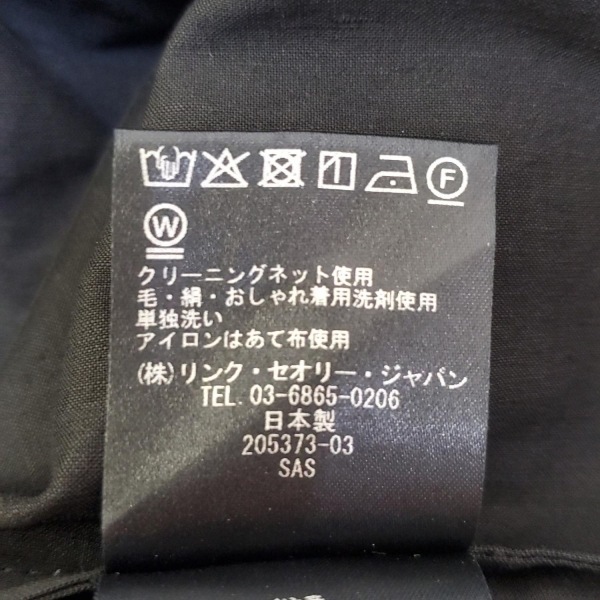 F
W
クリーニングネット使用
毛・絹・おしゃれ着用洗剤使用
単独洗い
アイロンはあて布使用
(株)リンク・セオリー・ジャパン
TEL. 03-6865-0206
日本製
205373-03
SAS